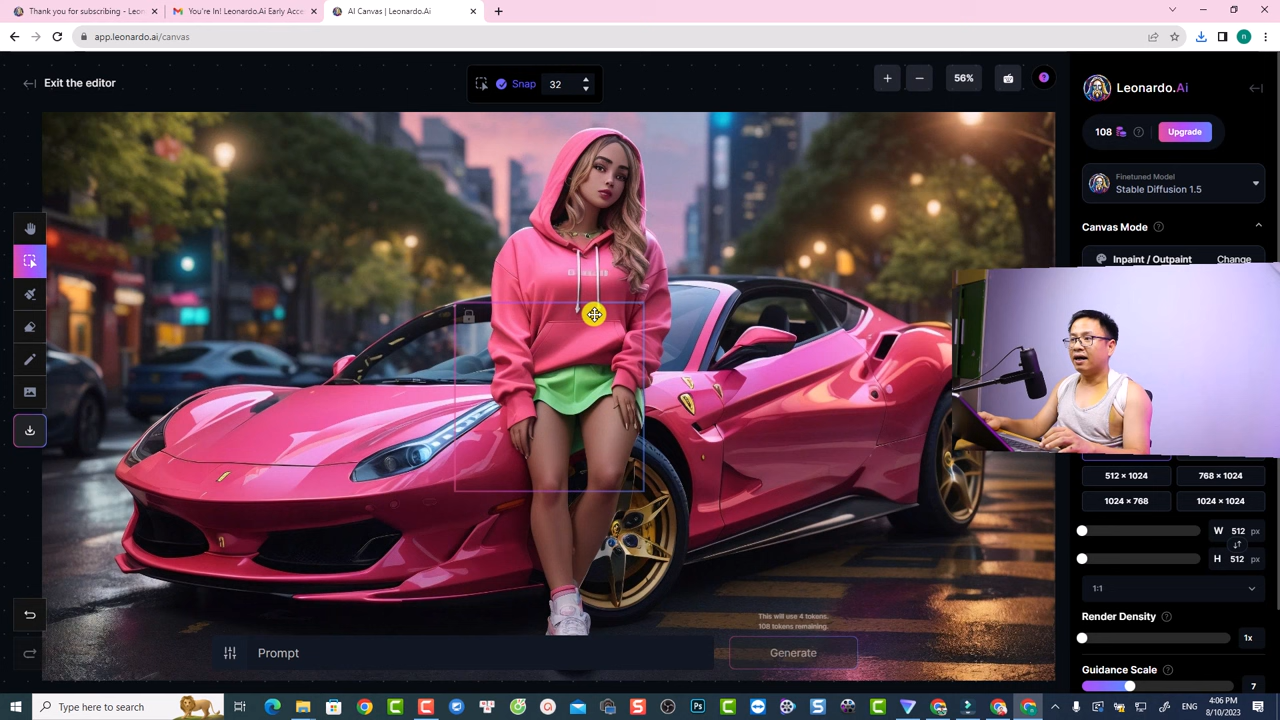 Thank you for subscribing - Leon
You're In! Leonardo.Ai Early Acce
AI Canvas | Leonardo.Ai
app.leonardo.ai/canvas
n
Exit the editor
Snap
32
56%
Leonardo.Ai
108
Upgrade
Finetuned Model
Stable Diffusion 1.5
Canvas Mode
Inpaint / Outpaint
Change
512 × 1024
768 × 1024
1024 × 768
1024 × 1024
W 512 px
H 512 px
1:1
Render Density
1x
Guidance Scale
7
This will use 4 tokens.
108 tokens remaining.
Prompt
Generate
Type here to search
ENG
4:06 PM
8/10/2023